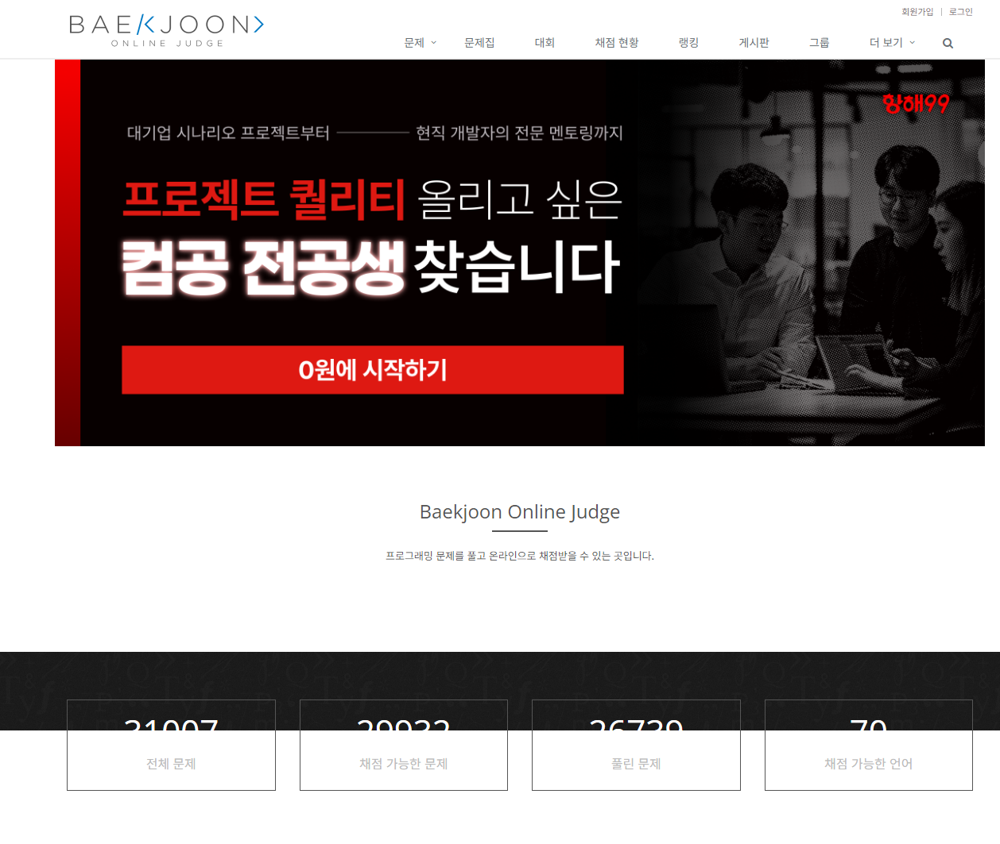 회원가입 | 로그인
BAEKJOON>
ONLINE JUDGE
문제 문제집 대회 채점 현황 랭킹 게시판 그룹 더 보기
항해99
대기업 시나리오 프로젝트부터 현직 개발자의 전문 멘토링까지
프로젝트 퀄리티 올리고 싶은
컴공 전공생 찾습니다
0원에 시작하기
Baekjoon Online Judge
프로그래밍 문제를 풀고 온라인으로 채점받을 수 있는 곳입니다.
31007 29932 26739 70
전체 문제 채점 가능한 문제 풀린 문제 채점 가능한 언어